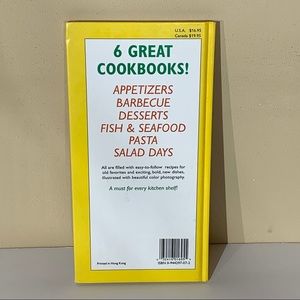 U.S.A. $16.95
Canada $19.95
6 GREAT
COOKBOOKS!
APPETIZERS
BARBECUE
DESSERTS
FISH & SEAFOOD
PASTA
SALAD DAYS
All are filled with easy-to-follow recipes for
old favorites and exciting, bold, new dishes,
illustrated with beautiful color photography.
A must for every kitchen shelf!
Printed in Hong Kong